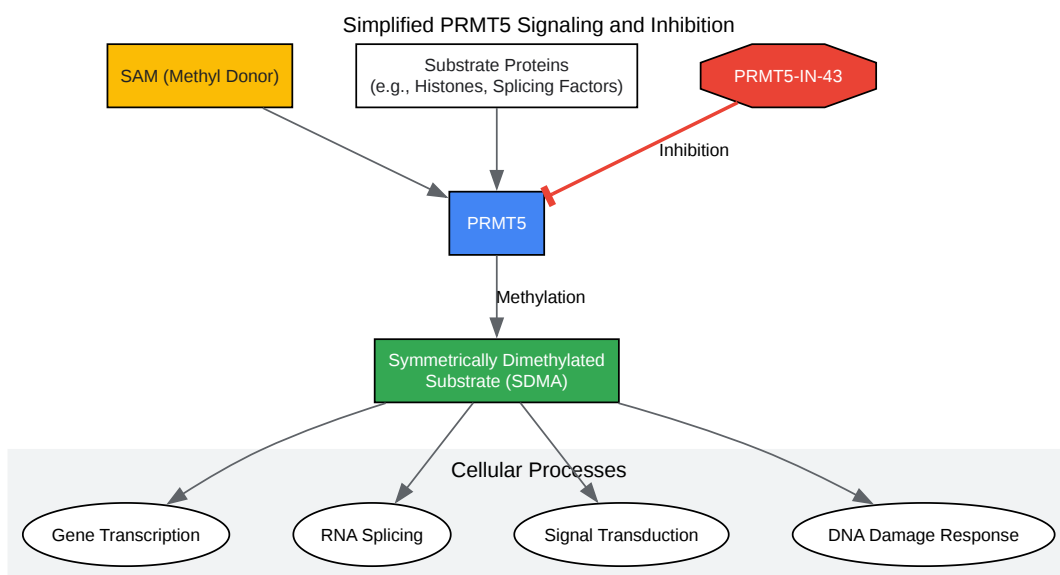 Simplified PRMT5 Signaling and Inhibition
SAM (Methyl Donor)
Substrate Proteins
(e.g., Histones, Splicing Factors)
PRMT5-IN-43
Inhibition
PRMT5
Methylation
Symmetrically Dimethylated
Substrate (SDMA)
Cellular Processes
Gene Transcription
RNA Splicing
Signal Transduction
DNA Damage Response